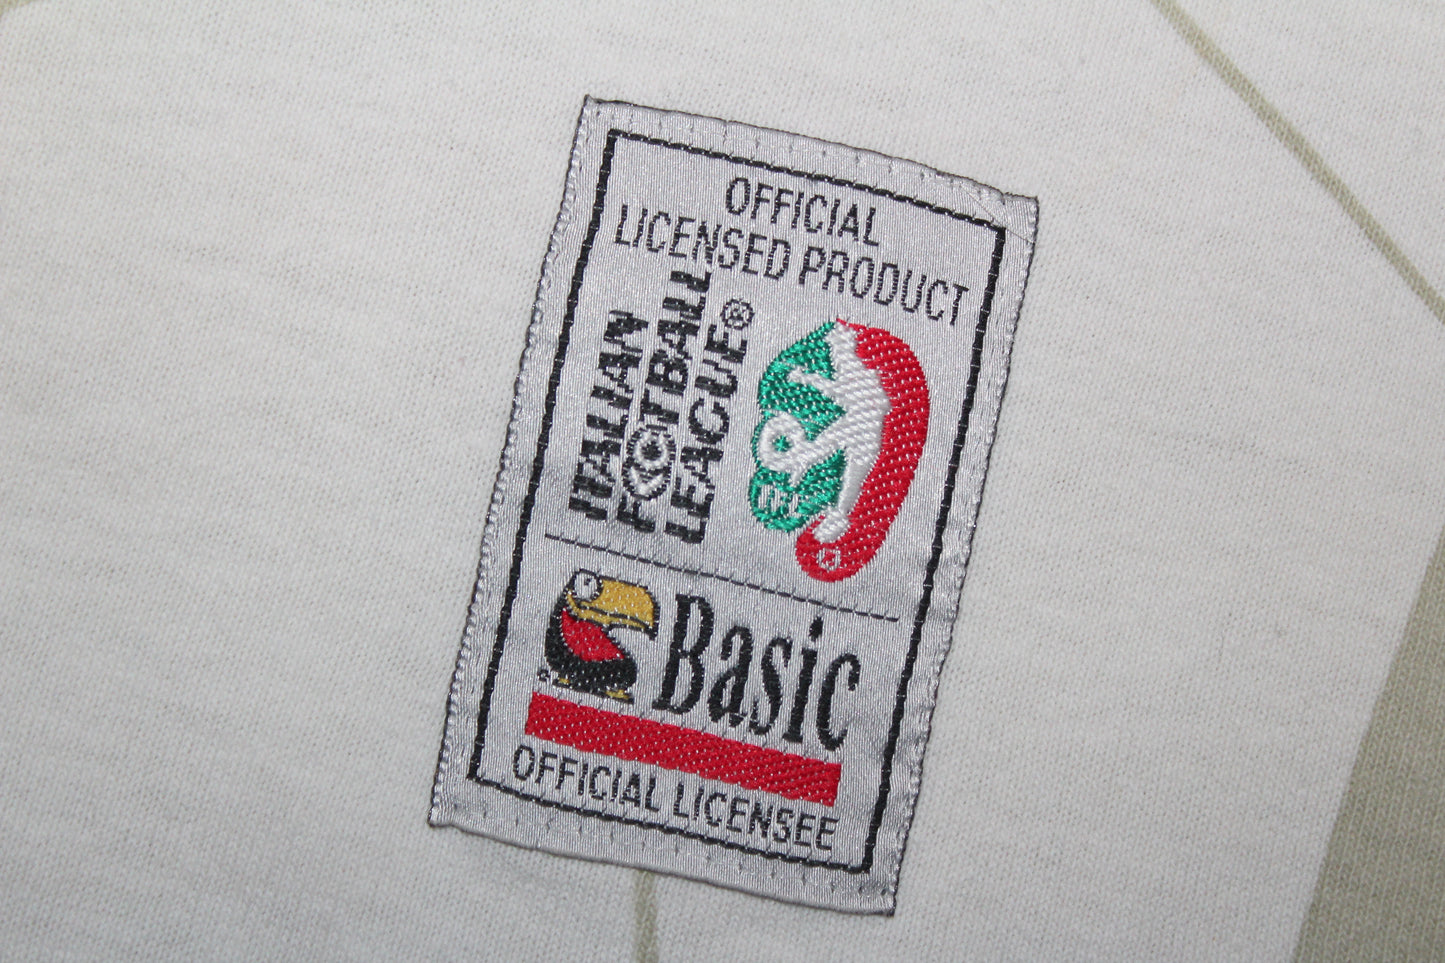 OFFICIAL
LICENSED PRODUCT
ITALIAN
FOOTBALL
LEAGUE®
Basic
OFFICIAL LICENSEE